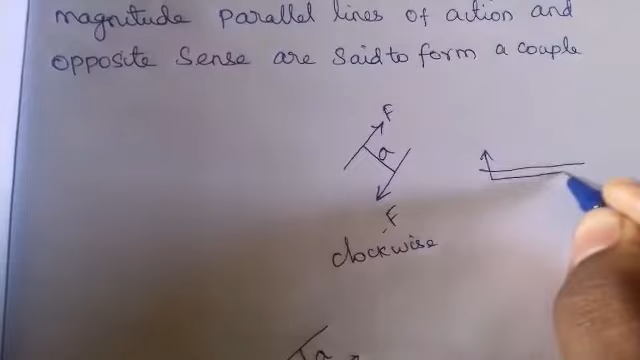 magnitude parallel lines of action and
opposite sense are said to form a couple
F
a
F
clockwise
a